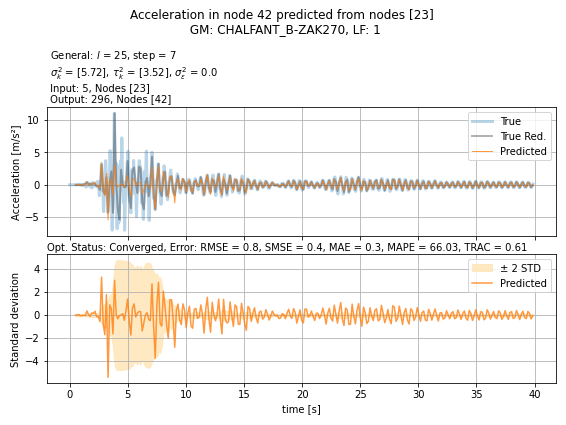 Acceleration in node 42 predicted from nodes [23]
GM: CHALFANT_B-ZAK270, LF: 1
General: l = 25, step = 7
σ²ₖ = [5.72], τ²ₖ = [3.52], σ²ε = 0.0
Input: 5, Nodes [23]
Output: 296, Nodes [42]
Acceleration [m/s²]
10
5
0
−5
True
True Red.
Predicted
Opt. Status: Converged, Error: RMSE = 0.8, SMSE = 0.4, MAE = 0.3, MAPE = 66.03, TRAC = 0.61
Standard deviation
4
2
0
−2
−4
± 2 STD
Predicted
0 5 10 15 20 25 30 35 40
time [s]